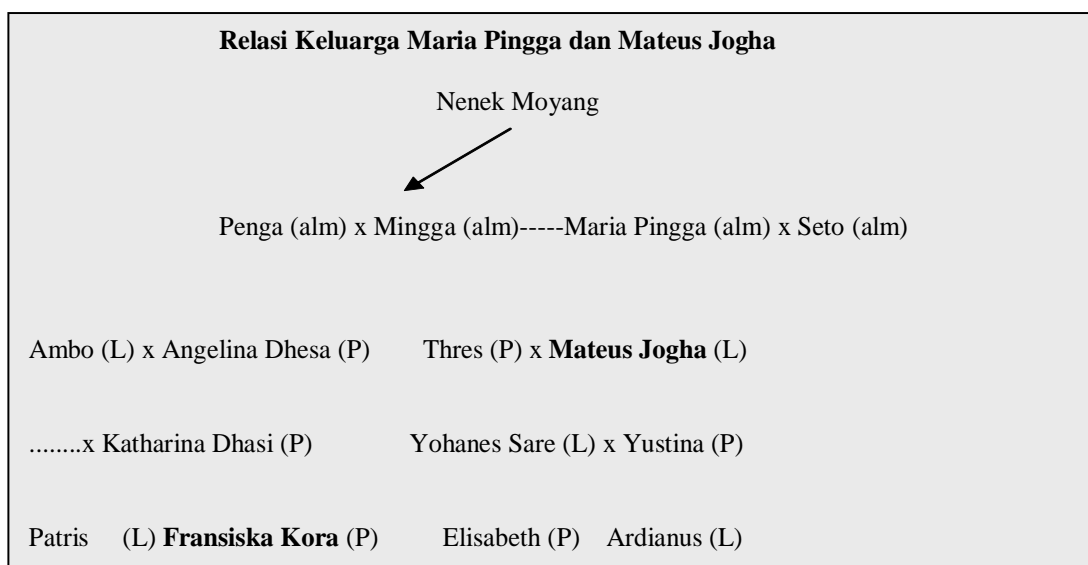 Relasi Keluarga Maria Pingga dan Mateus Jogha
Nenek Moyang
Penga (alm) x Mingga (alm)-----Maria Pingga (alm) x Seto (alm)
Ambo (L) x Angelina Dhesa (P) Thres (P) x Mateus Jogha (L)
........x Katharina Dhasi (P) Yohanes Sare (L) x Yustina (P)
Patris (L) Fransiska Kora (P) Elisabeth (P) Ardianus (L)